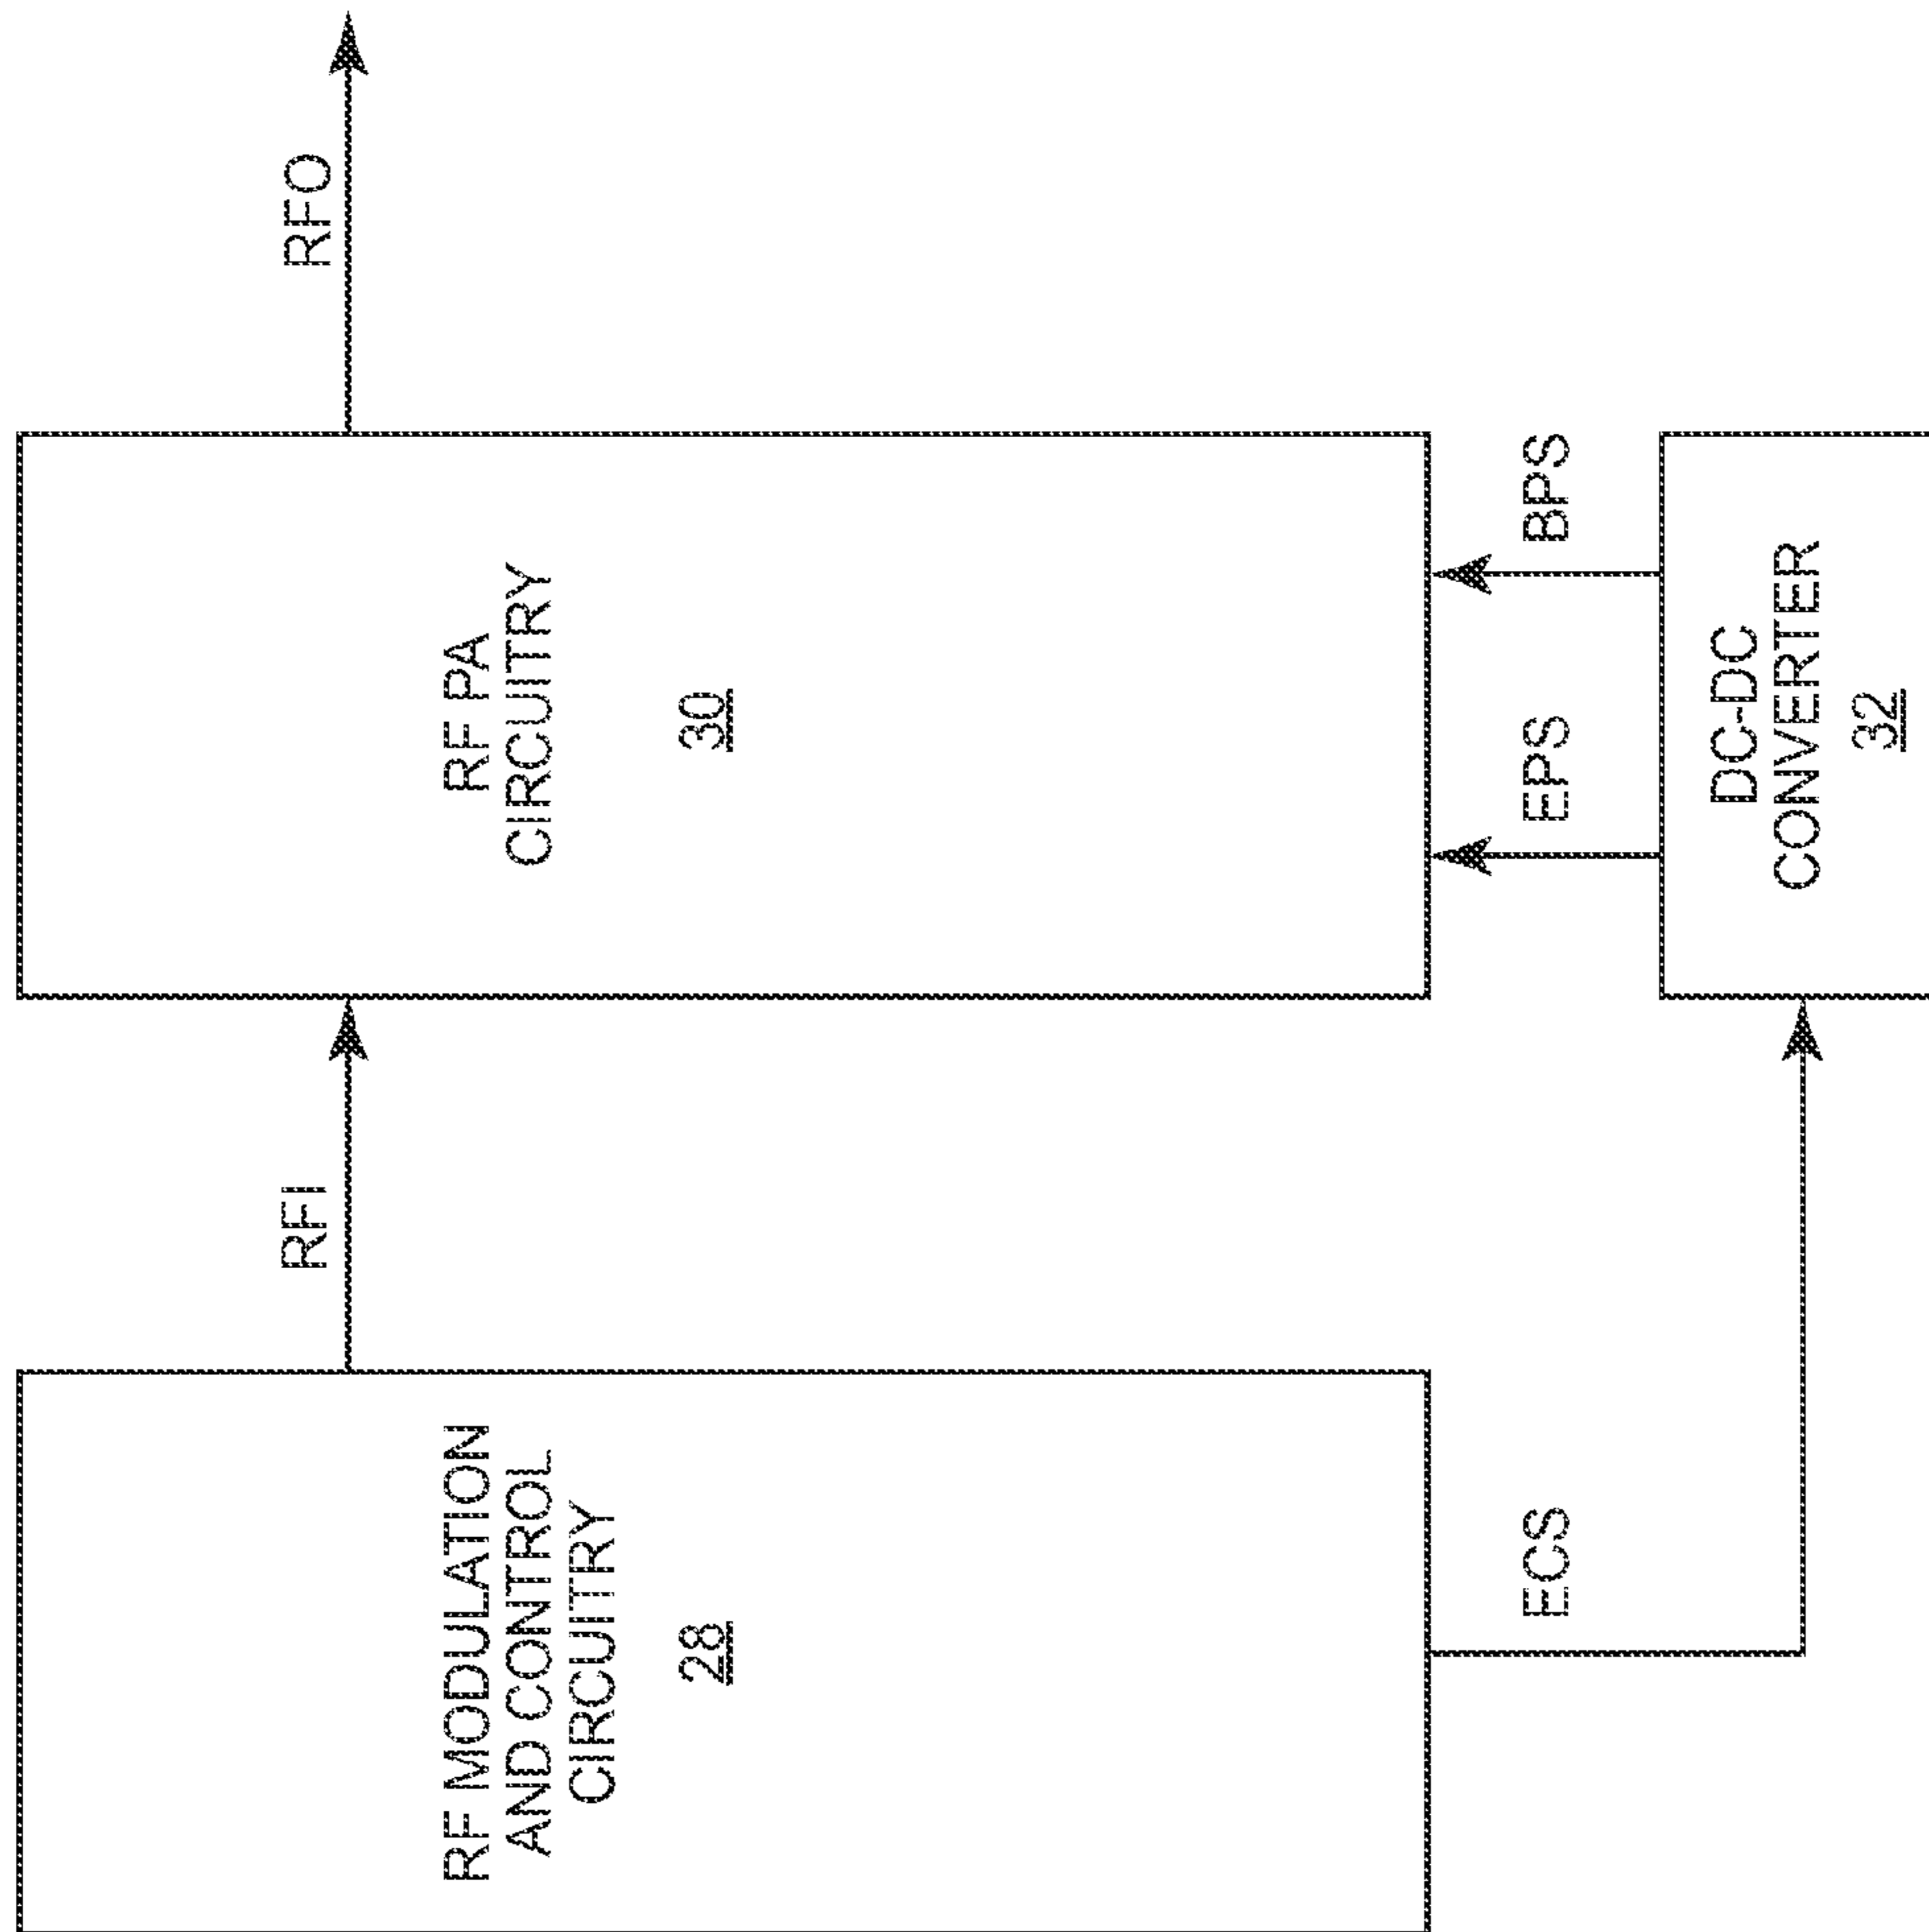 RF MODULATION
AND CONTROL
CIRCUITRY
28
RFI
RF PA
CIRCUITRY
30
RFO
ECS
EPS
BPS
DC-DC
CONVERTER
32